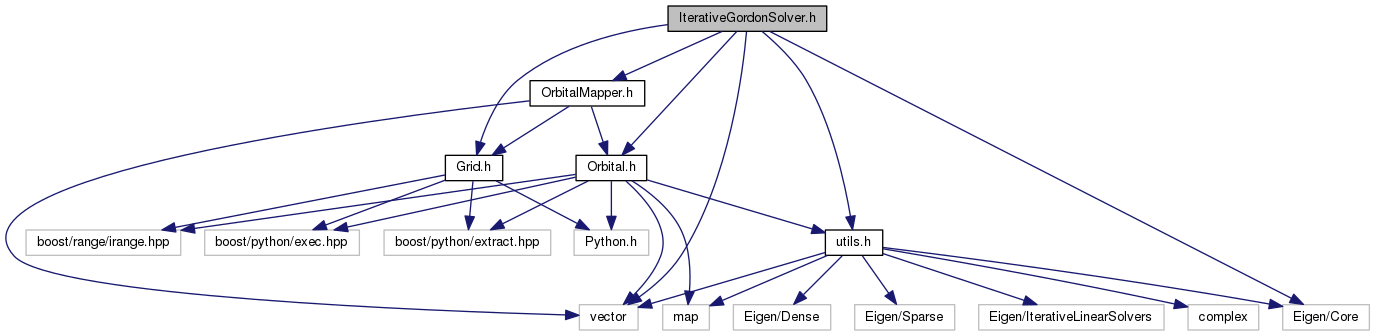 IterativeGordonSolver.h
OrbitalMapper.h
Grid.h
Orbital.h
boost/range/irange.hpp
boost/python/exec.hpp
boost/python/extract.hpp
Python.h
utils.h
vector
map
Eigen/Dense
Eigen/Sparse
Eigen/IterativeLinearSolvers
complex
Eigen/Core